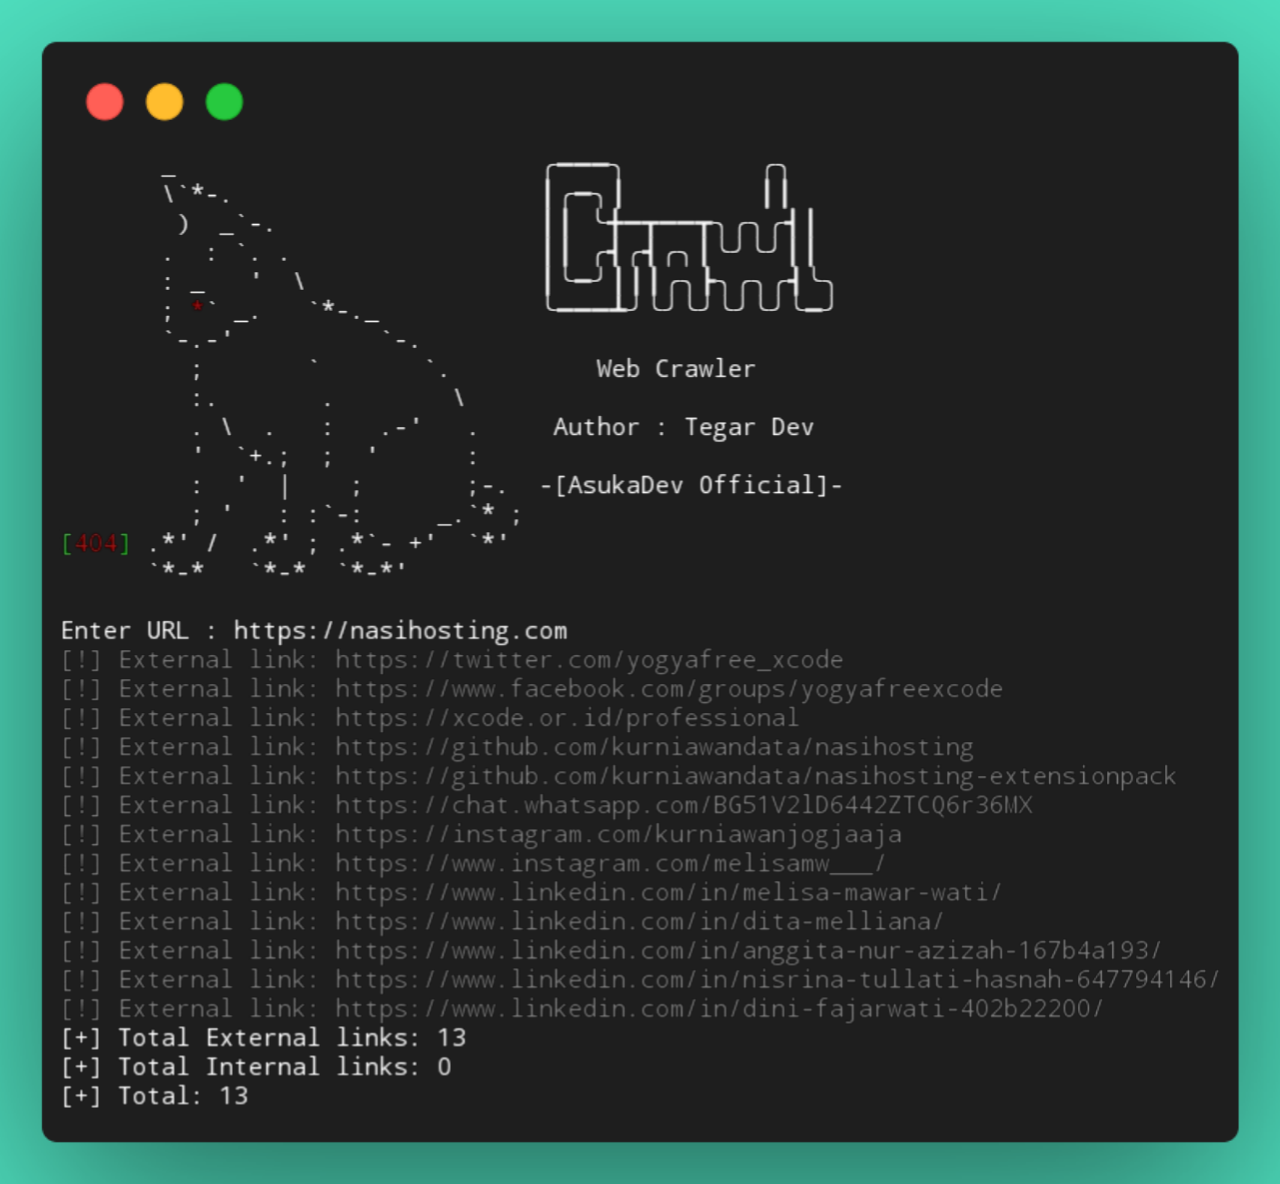 Crawl
Web Crawler
Author : Tegar Dev
-[AsukaDev Official]-
[404]
Enter URL : https://nasihosting.com
[!] External link: https://twitter.com/yogyafree_xcode
[!] External link: https://www.facebook.com/groups/yogyafreexcode
[!] External link: https://xcode.or.id/professional
[!] External link: https://github.com/kurniawandata/nasihosting
[!] External link: https://github.com/kurniawandata/nasihosting-extensionpack
[!] External link: https://chat.whatsapp.com/BG51V2lD6442ZTCQ6r36MX
[!] External link: https://instagram.com/kurniawanjogjaaja
[!] External link: https://www.instagram.com/melisamw___/
[!] External link: https://www.linkedin.com/in/melisa-mawar-wati/
[!] External link: https://www.linkedin.com/in/dita-melliana/
[!] External link: https://www.linkedin.com/in/anggita-nur-azizah-167b4a193/
[!] External link: https://www.linkedin.com/in/nisrina-tullati-hasnah-647794146/
[!] External link: https://www.linkedin.com/in/dini-fajarwati-402b22200/
[+] Total External links: 13
[+] Total Internal links: 0
[+] Total: 13